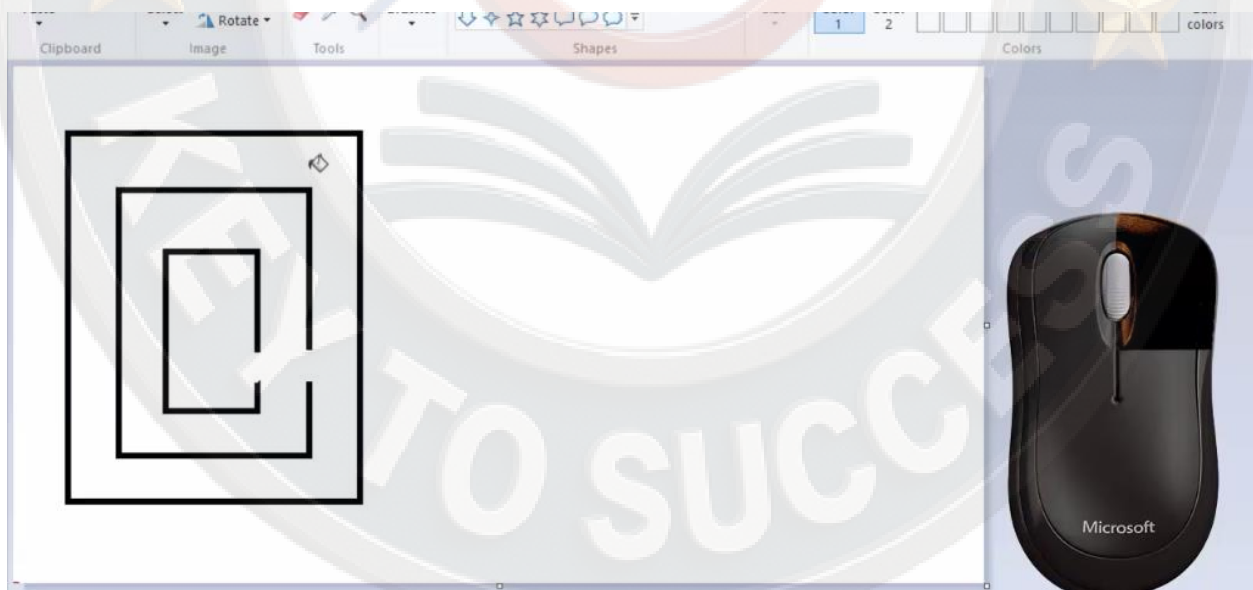 Rotate
1
2
colors
Clipboard
Image
Tools
Shapes
Colors
KEY TO SUCCESS
Microsoft